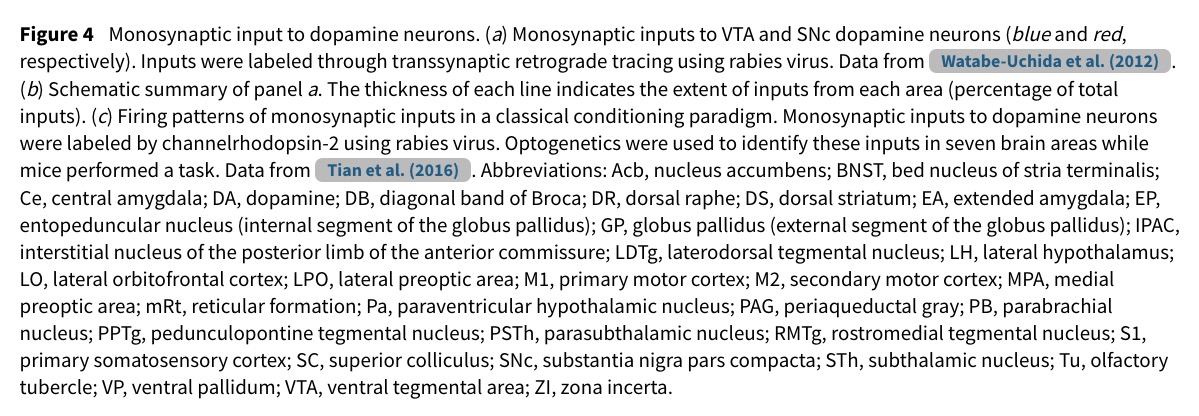 Figure 4 Monosynaptic input to dopamine neurons. (a) Monosynaptic inputs to VTA and SNc dopamine neurons (blue and red,
respectively). Inputs were labeled through transsynaptic retrograde tracing using rabies virus. Data from Watabe-Uchida et al. (2012) .
(b) Schematic summary of panel a. The thickness of each line indicates the extent of inputs from each area (percentage of total
inputs). (c) Firing patterns of monosynaptic inputs in a classical conditioning paradigm. Monosynaptic inputs to dopamine neurons
were labeled by channelrhodopsin-2 using rabies virus. Optogenetics were used to identify these inputs in seven brain areas while
mice performed a task. Data from Tian et al. (2016) . Abbreviations: Acb, nucleus accumbens; BNST, bed nucleus of stria terminalis;
Ce, central amygdala; DA, dopamine; DB, diagonal band of Broca; DR, dorsal raphe; DS, dorsal striatum; EA, extended amygdala; EP,
entopeduncular nucleus (internal segment of the globus pallidus); GP, globus pallidus (external segment of the globus pallidus); IPAC,
interstitial nucleus of the posterior limb of the anterior commissure; LDTg, laterodorsal tegmental nucleus; LH, lateral hypothalamus;
LO, lateral orbitofrontal cortex; LPO, lateral preoptic area; M1, primary motor cortex; M2, secondary motor cortex; MPA, medial
preoptic area; mRt, reticular formation; Pa, paraventricular hypothalamic nucleus; PAG, periaqueductal gray; PB, parabrachial
nucleus; PPTg, pedunculopontine tegmental nucleus; PSTh, parasubthalamic nucleus; RMTg, rostromedial tegmental nucleus; S1,
primary somatosensory cortex; SC, superior colliculus; SNc, substantia nigra pars compacta; STh, subthalamic nucleus; Tu, olfactory
tubercle; VP, ventral pallidum; VTA, ventral tegmental area; ZI, zona incerta.